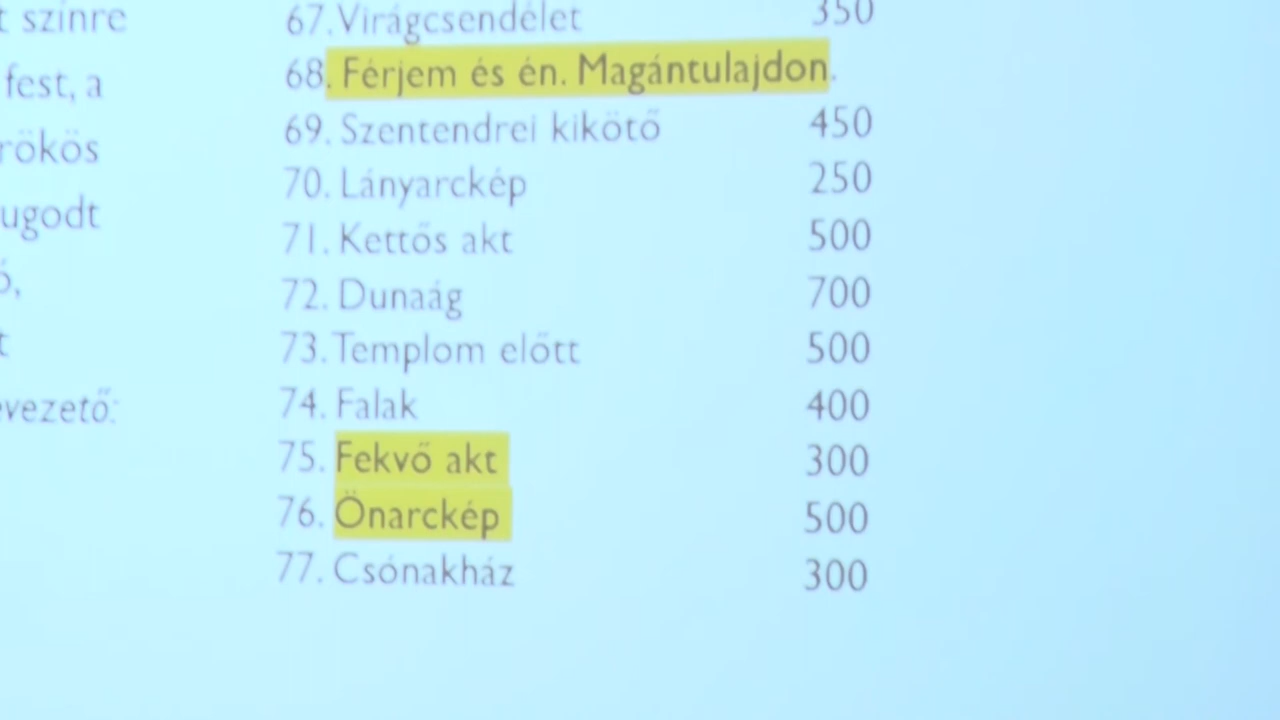 t színre
fest, a
rökös
ugodt
ó,
t
evezető:
67. Virágcsendélet 350
68. Férjem és én. Magántulajdon.
69. Szentendrei kikötő 450
70. Lányarckép 250
71. Kettős akt 500
72. Dunaág 700
73. Templom előtt 500
74. Falak 400
75. Fekvő akt 300
76. Önarckép 500
77. Csónakház 300